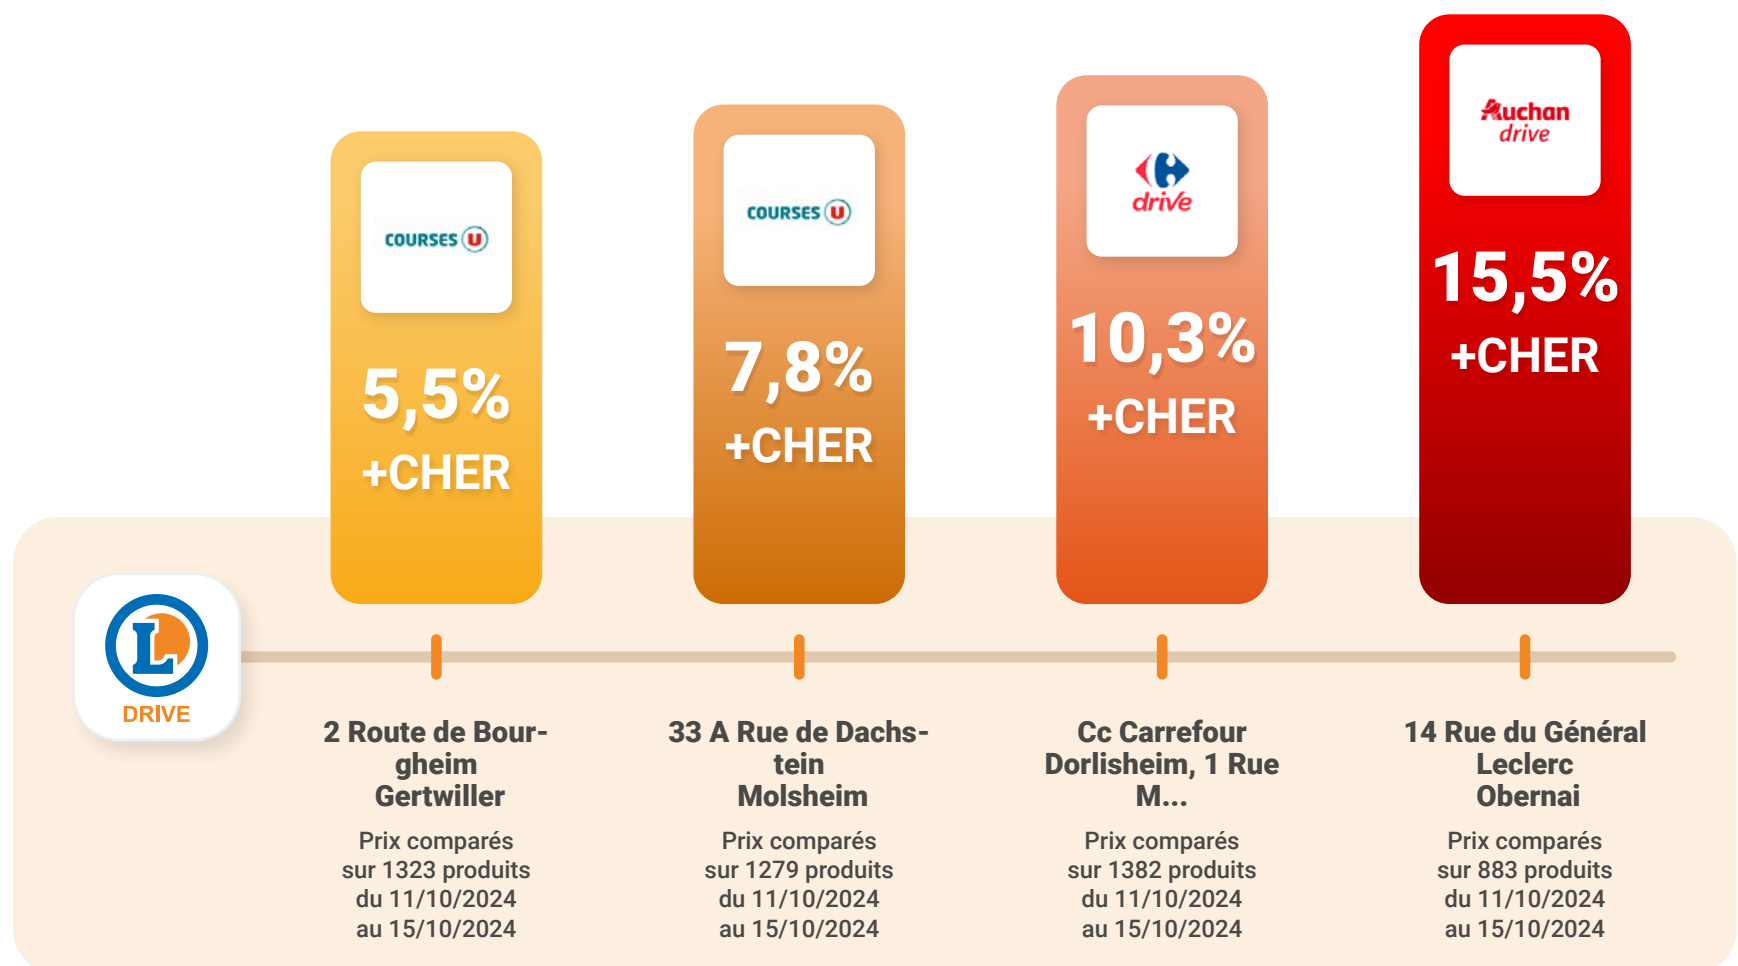 COURSES U
5,5%
+CHER
COURSES U
7,8%
+CHER
drive
10,3%
+CHER
Auchan
drive
15,5%
+CHER
L
DRIVE
2 Route de Bour-
gheim
Gertwiller
Prix comparés
sur 1323 produits
du 11/10/2024
au 15/10/2024
33 A Rue de Dachs-
tein
Molsheim
Prix comparés
sur 1279 produits
du 11/10/2024
au 15/10/2024
Cc Carrefour
Dorlisheim, 1 Rue
M...
Prix comparés
sur 1382 produits
du 11/10/2024
au 15/10/2024
14 Rue du Général
Leclerc
Obernai
Prix comparés
sur 883 produits
du 11/10/2024
au 15/10/2024